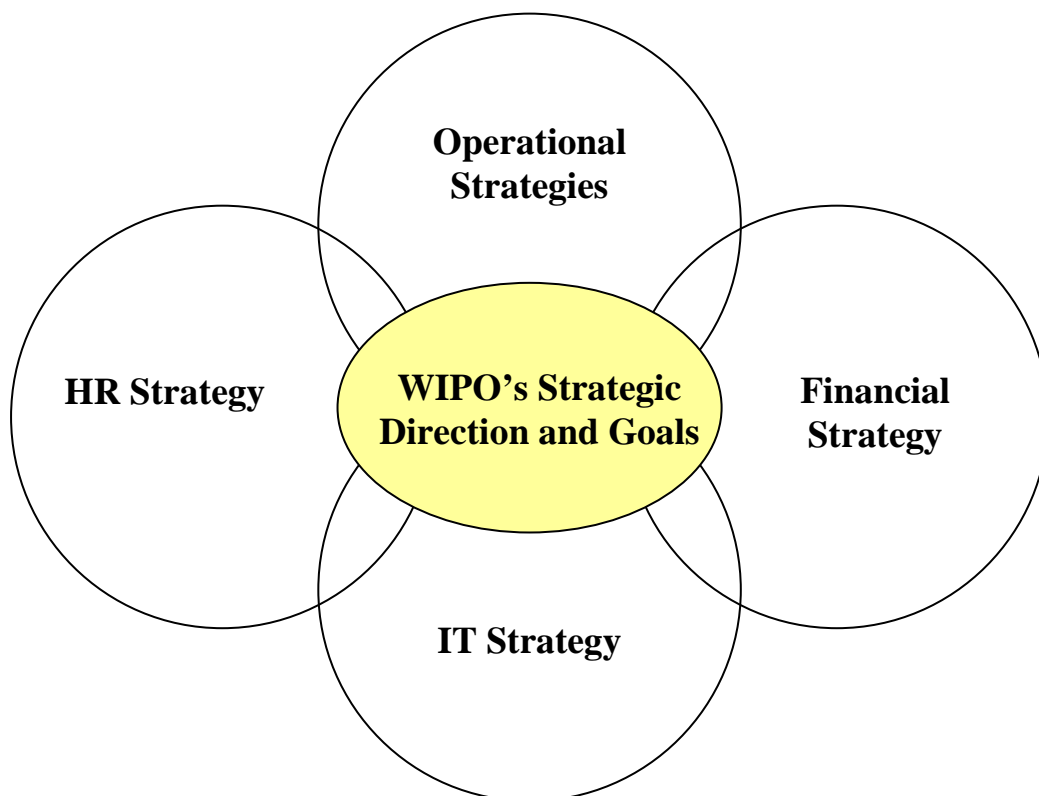 Operational
Strategies
HR Strategy
WIPO’s Strategic
Direction and Goals
Financial
Strategy
IT Strategy